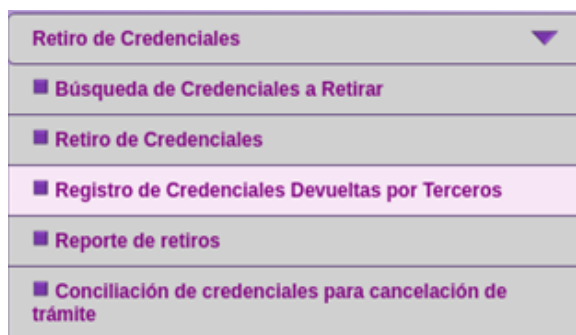 Retiro de Credenciales
Búsqueda de Credenciales a Retirar
Retiro de Credenciales
Registro de Credenciales Devueltas por Terceros
Reporte de retiros
Conciliación de credenciales para cancelación de
trámite